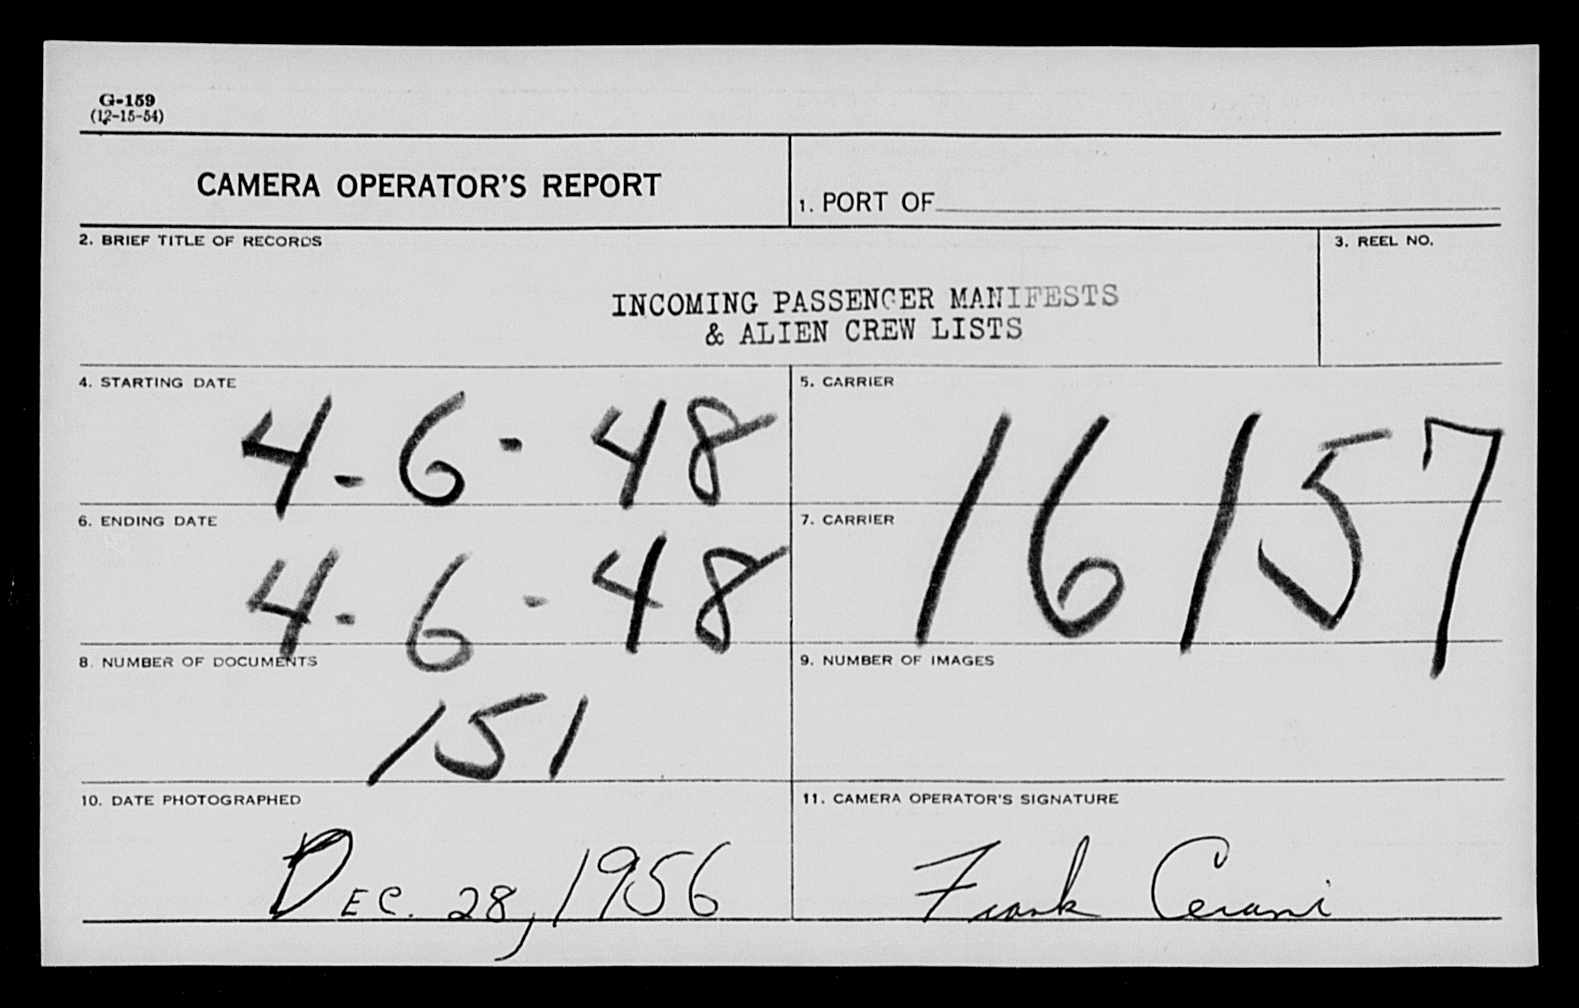 G-159
(12-15-54)
CAMERA OPERATOR'S REPORT
1. PORT OF
2. BRIEF TITLE OF RECORDS
3. REEL NO.
INCOMING PASSENGER MANIFESTS
& ALIEN CREW LISTS
4. STARTING DATE
4-6-48
5. CARRIER
16157
6. ENDING DATE
4-6-48
7. CARRIER
8. NUMBER OF DOCUMENTS
151
9. NUMBER OF IMAGES
10. DATE PHOTOGRAPHED
DEC. 28, 1956
11. CAMERA OPERATOR'S SIGNATURE
Frank Cerami